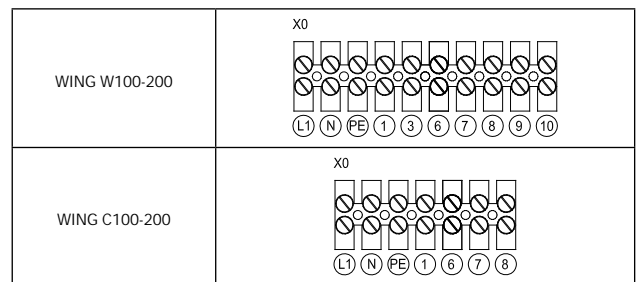 X0
WING W100-200
L1 N PE 1 3 6 7 8 9 10
X0
WING C100-200
L1 N PE 1 6 7 8